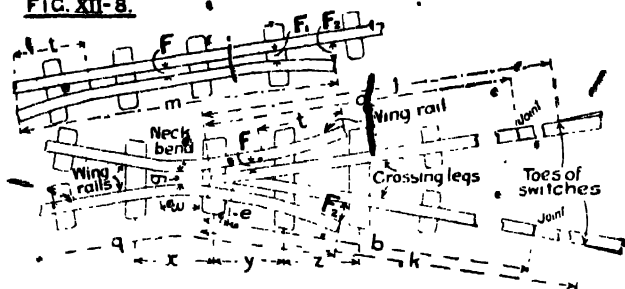 FIG. XII-8.
t
F
F₁
F₂
m
l
d
t
Wing rail
Joint
Neck
bend
F
Wing
rails
Crossing legs
Toes of
switches
w
e
F₂
Joint
q
b
k
x
y
z